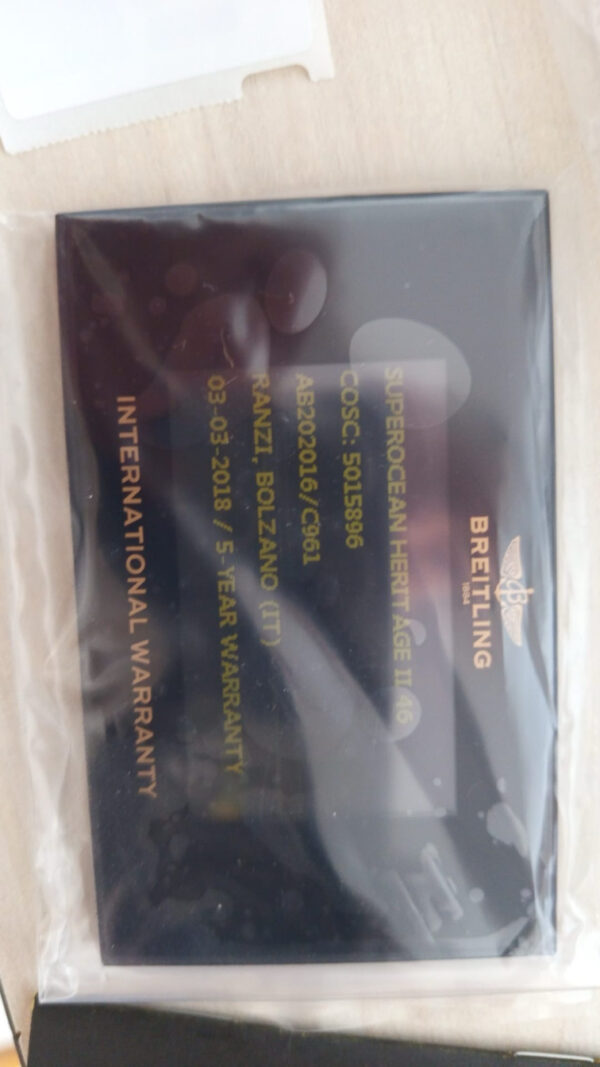 BREITLING
1884
SUPEROCEAN HERITAGE II 46
COSC: 5015896
AB202016/C961
RANZI, BOLZANO (IT)
03-03-2018 / 5-YEAR WARRANTY
INTERNATIONAL WARRANTY